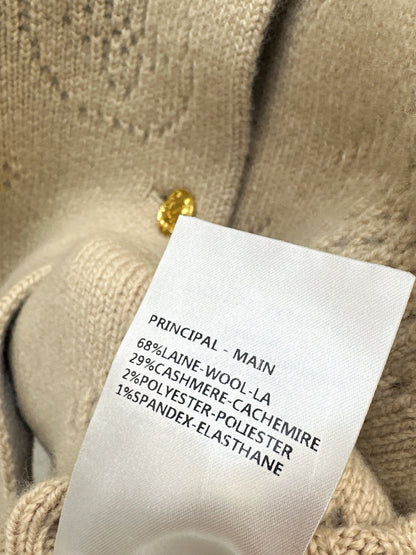 PRINCIPAL - MAIN
68%LAINE-WOOL-LA
29%CASHMERE-CACHEMIRE
2%POLYESTER-POLIESTER
1%SPANDEX-ELASTHANE